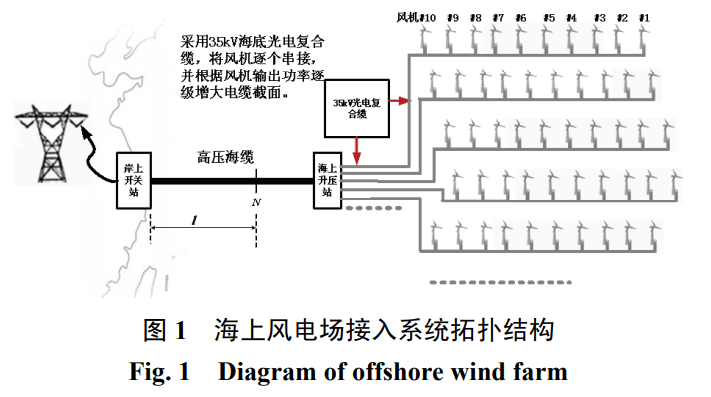 采用35kV海底光电复合
缆，将风机逐个串接，
并根据风机输出功率逐
级增大电缆截面。
风机#10 #9 #8 #7 #6 #5 #4 #3 #2 #1
35kV光电复
合缆
岸上
开关
站
高压海缆
海上
升压
站
N
l
图 1 海上风电场接入系统拓扑结构
Fig. 1 Diagram of offshore wind farm